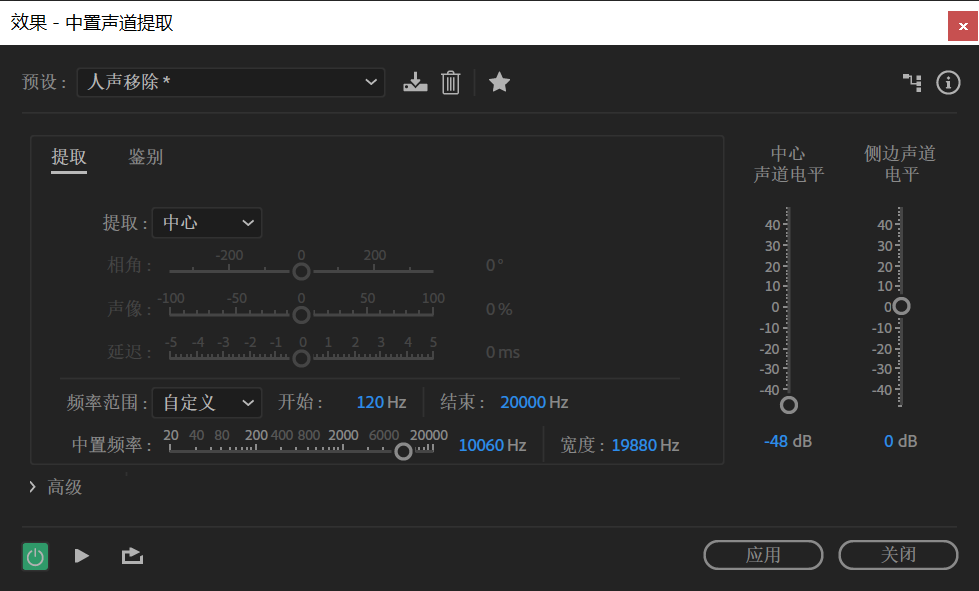 效果 - 中置声道提取
预设： 人声移除 *
提取 鉴别
提取： 中心
相角： -200 0 200 0 °
声像： -100 -50 0 50 100 0 %
延迟： -5 -4 -3 -2 -1 0 1 2 3 4 5 0 ms
频率范围： 自定义 开始： 120 Hz 结束： 20000 Hz
中置频率： 20 40 80 200 400 800 2000 6000 20000 10060 Hz 宽度： 19880 Hz
中心
声道电平
40
30
20
10
0
-10
-20
-30
-40
-48 dB
侧边声道
电平
40
30
20
10
0
-10
-20
-30
-40
0 dB
高级
应用 关闭